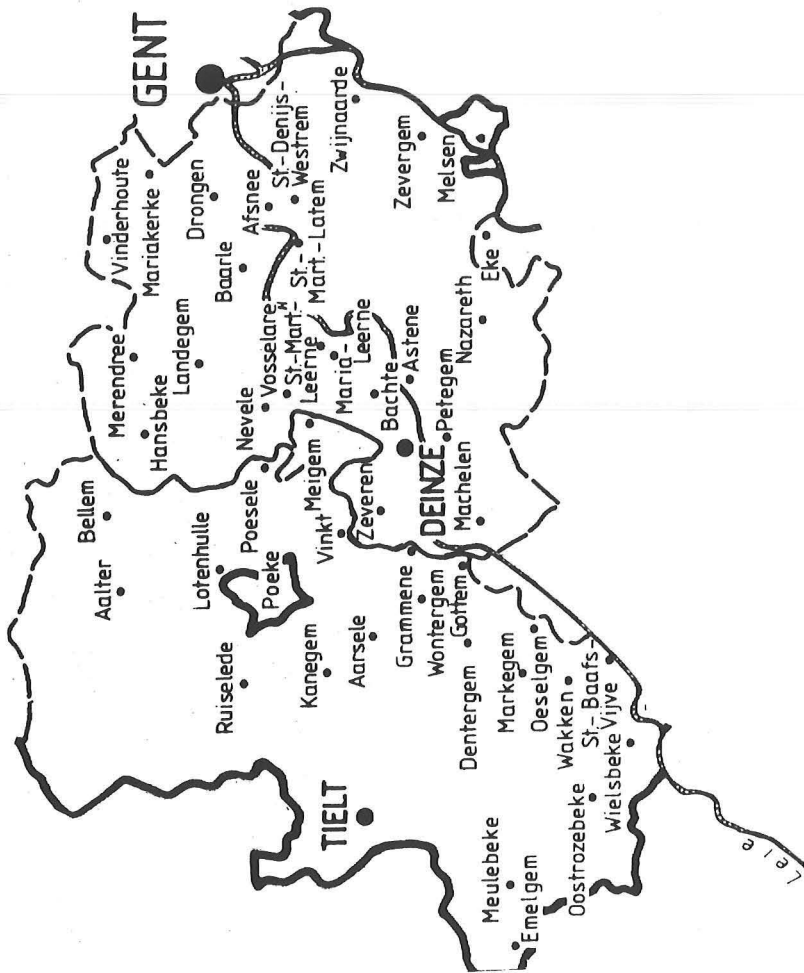 GENT
Vinderhoute
Mariakerke
Merendree
Hansbeke
Landegem
Drongen
Baarle
Afsnee
St.-Denijs-
Westrem
Zwijnaarde
Nevele
Vosselare
St.-Mart.-
Leerne
St.-
Mart.-Latem
Maria-
Leerne
Zevergem
Melsen
Eke
Nazareth
Bachte
Astene
Petegem
DEINZE
Machelen
Zeveren
Meigem
Vinkt
Poesele
Bellem
Aalter
Lotenhulle
Poeke
Ruiselede
Kanegem
Aarsele
Grammene
Wontergem
Gottem
Dentergem
Markegem
Oeselgem
Wakken
St.-Baafs-
Vijve
Wielsbeke
Oostrozebeke
TIELT
Meulebeke
Emelgem
Leie